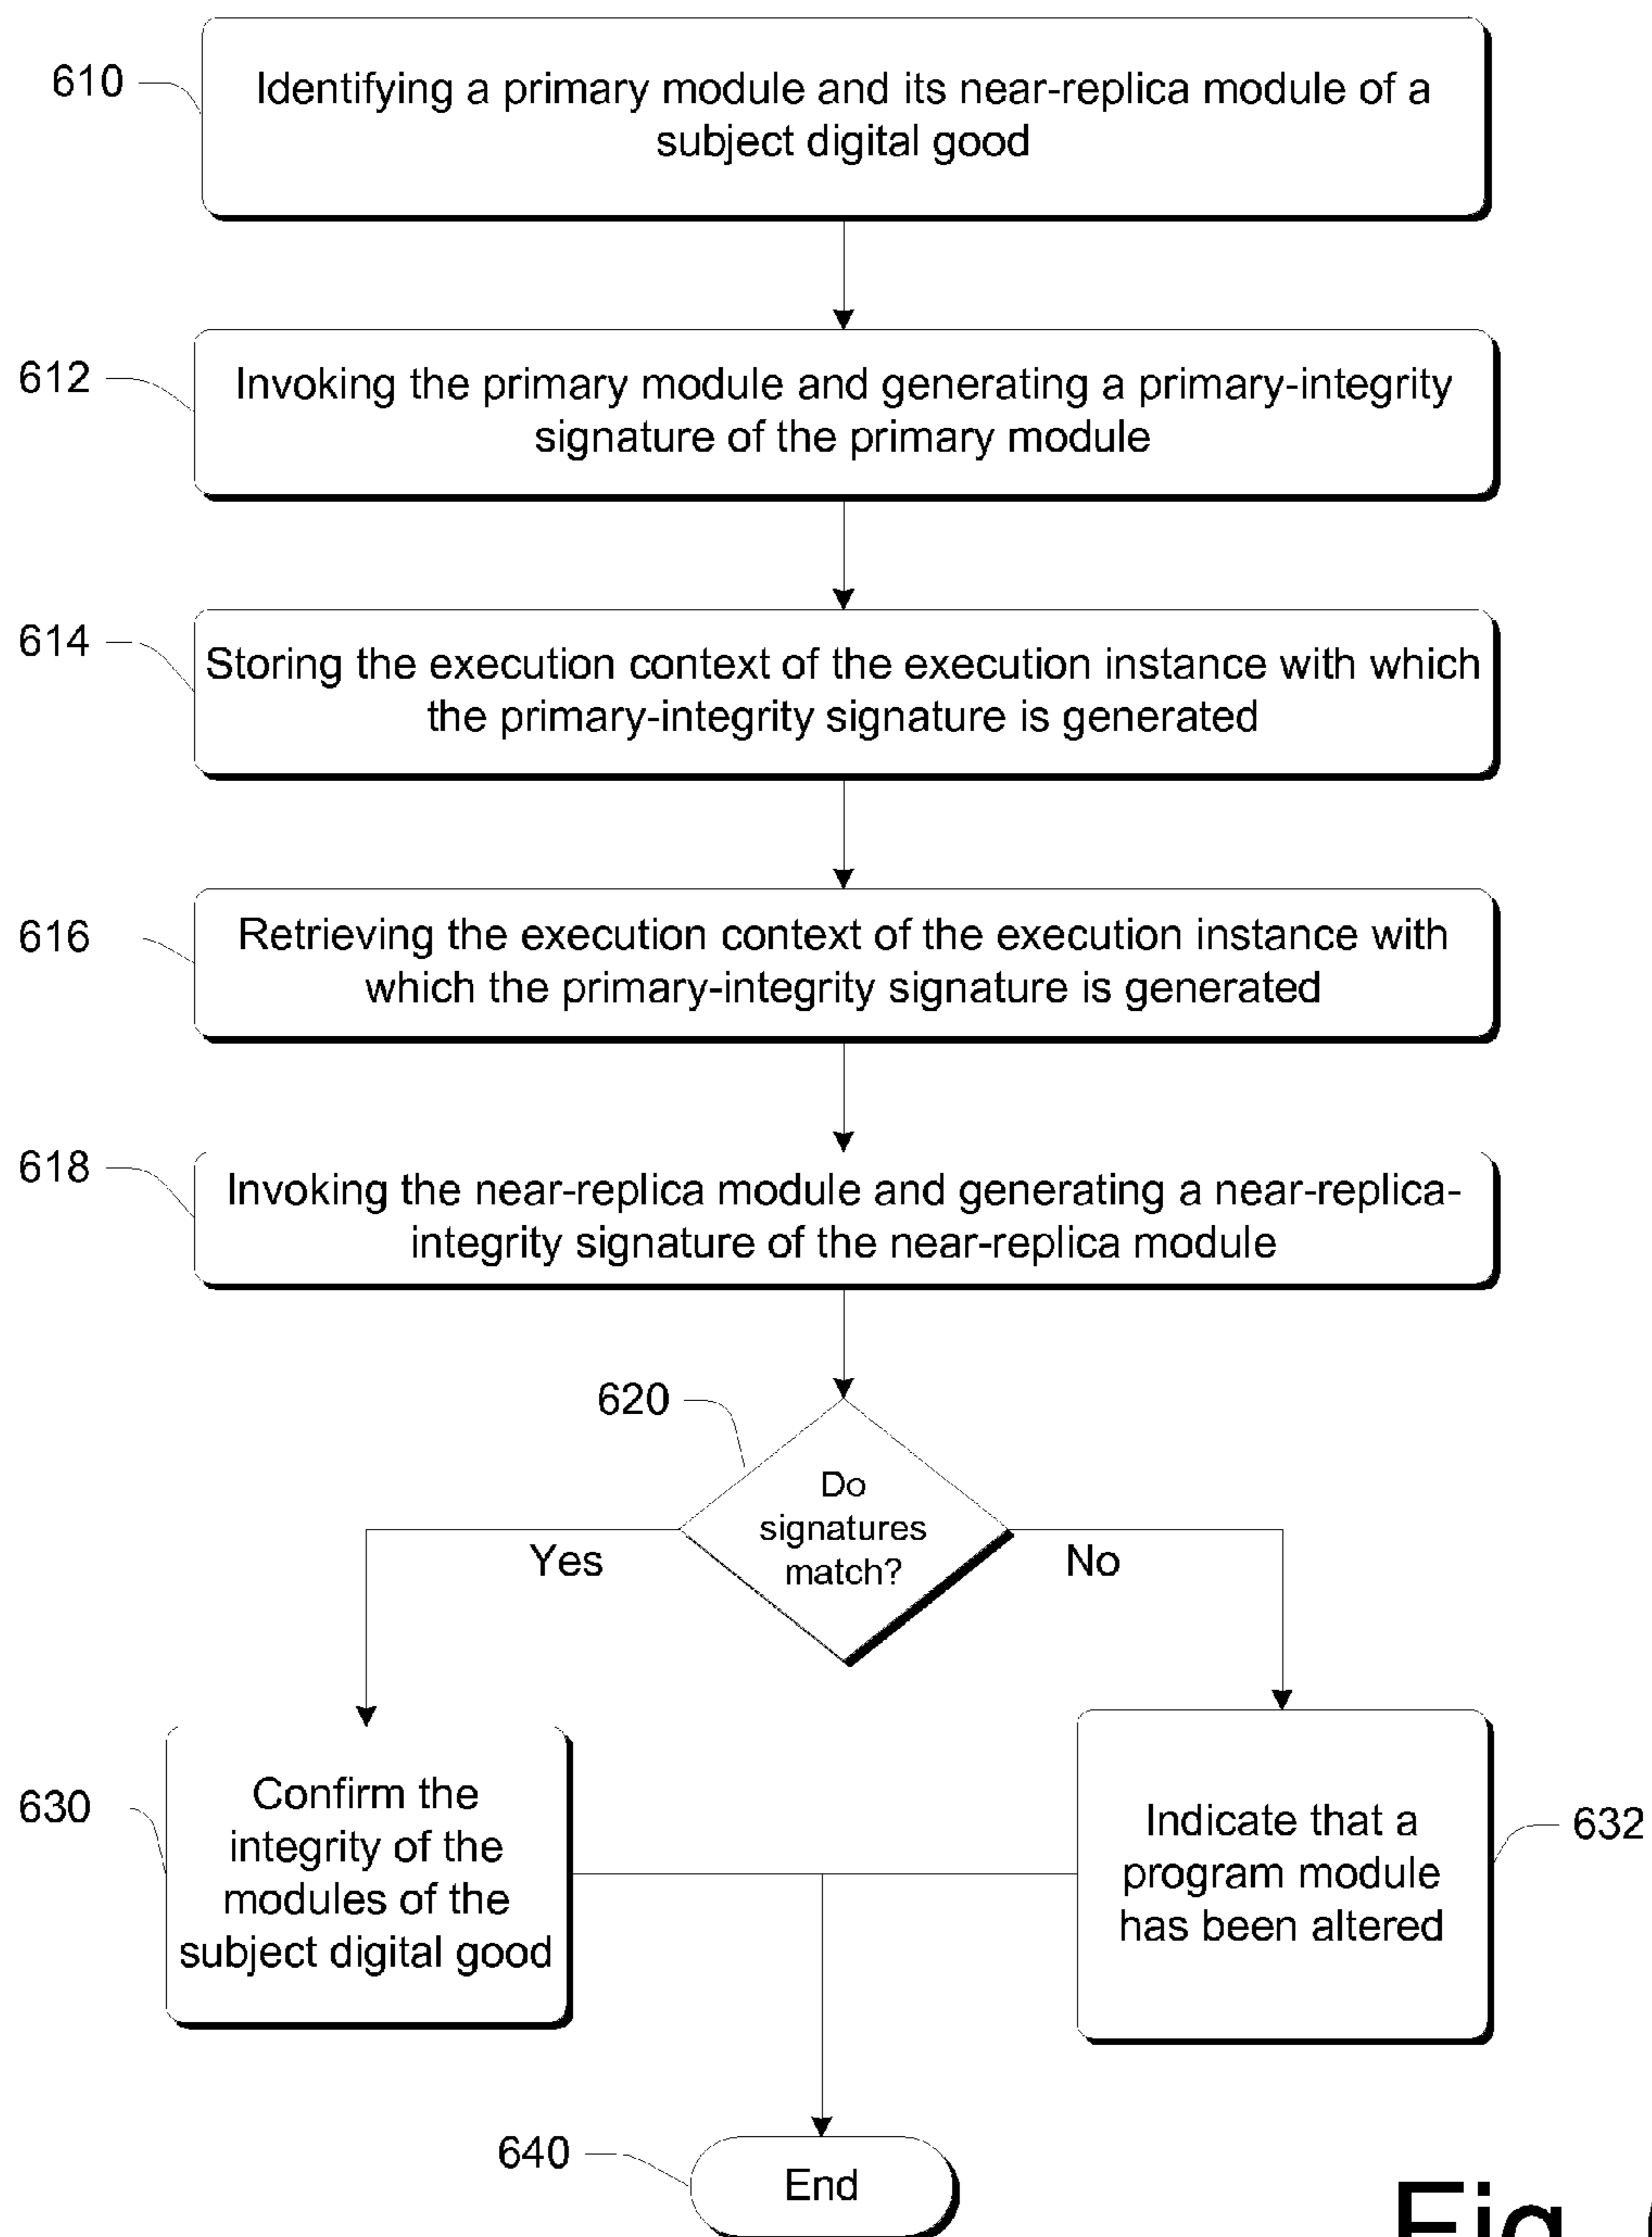 610
Identifying a primary module and its near-replica module of a
subject digital good
612
Invoking the primary module and generating a primary-integrity
signature of the primary module
614
Storing the execution context of the execution instance with which
the primary-integrity signature is generated
616
Retrieving the execution context of the execution instance with
which the primary-integrity signature is generated
618
Invoking the near-replica module and generating a near-replica-
integrity signature of the near-replica module
620
Do
signatures
match?
Yes
No
630
Confirm the
integrity of the
modules of the
subject digital good
Indicate that a
program module
has been altered
632
640
End
Fig.